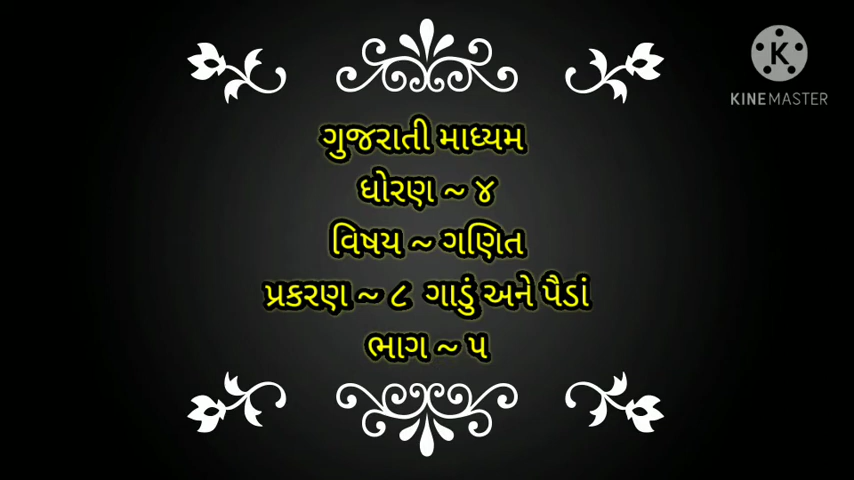 KINEMASTER
ગુજરાતી માધ્યમ
ધોરણ ~ ૪
વિષય ~ ગણિત
પ્રકરણ ~ ૮ ગાડું અને પૈડાં
ભાગ ~ ૫